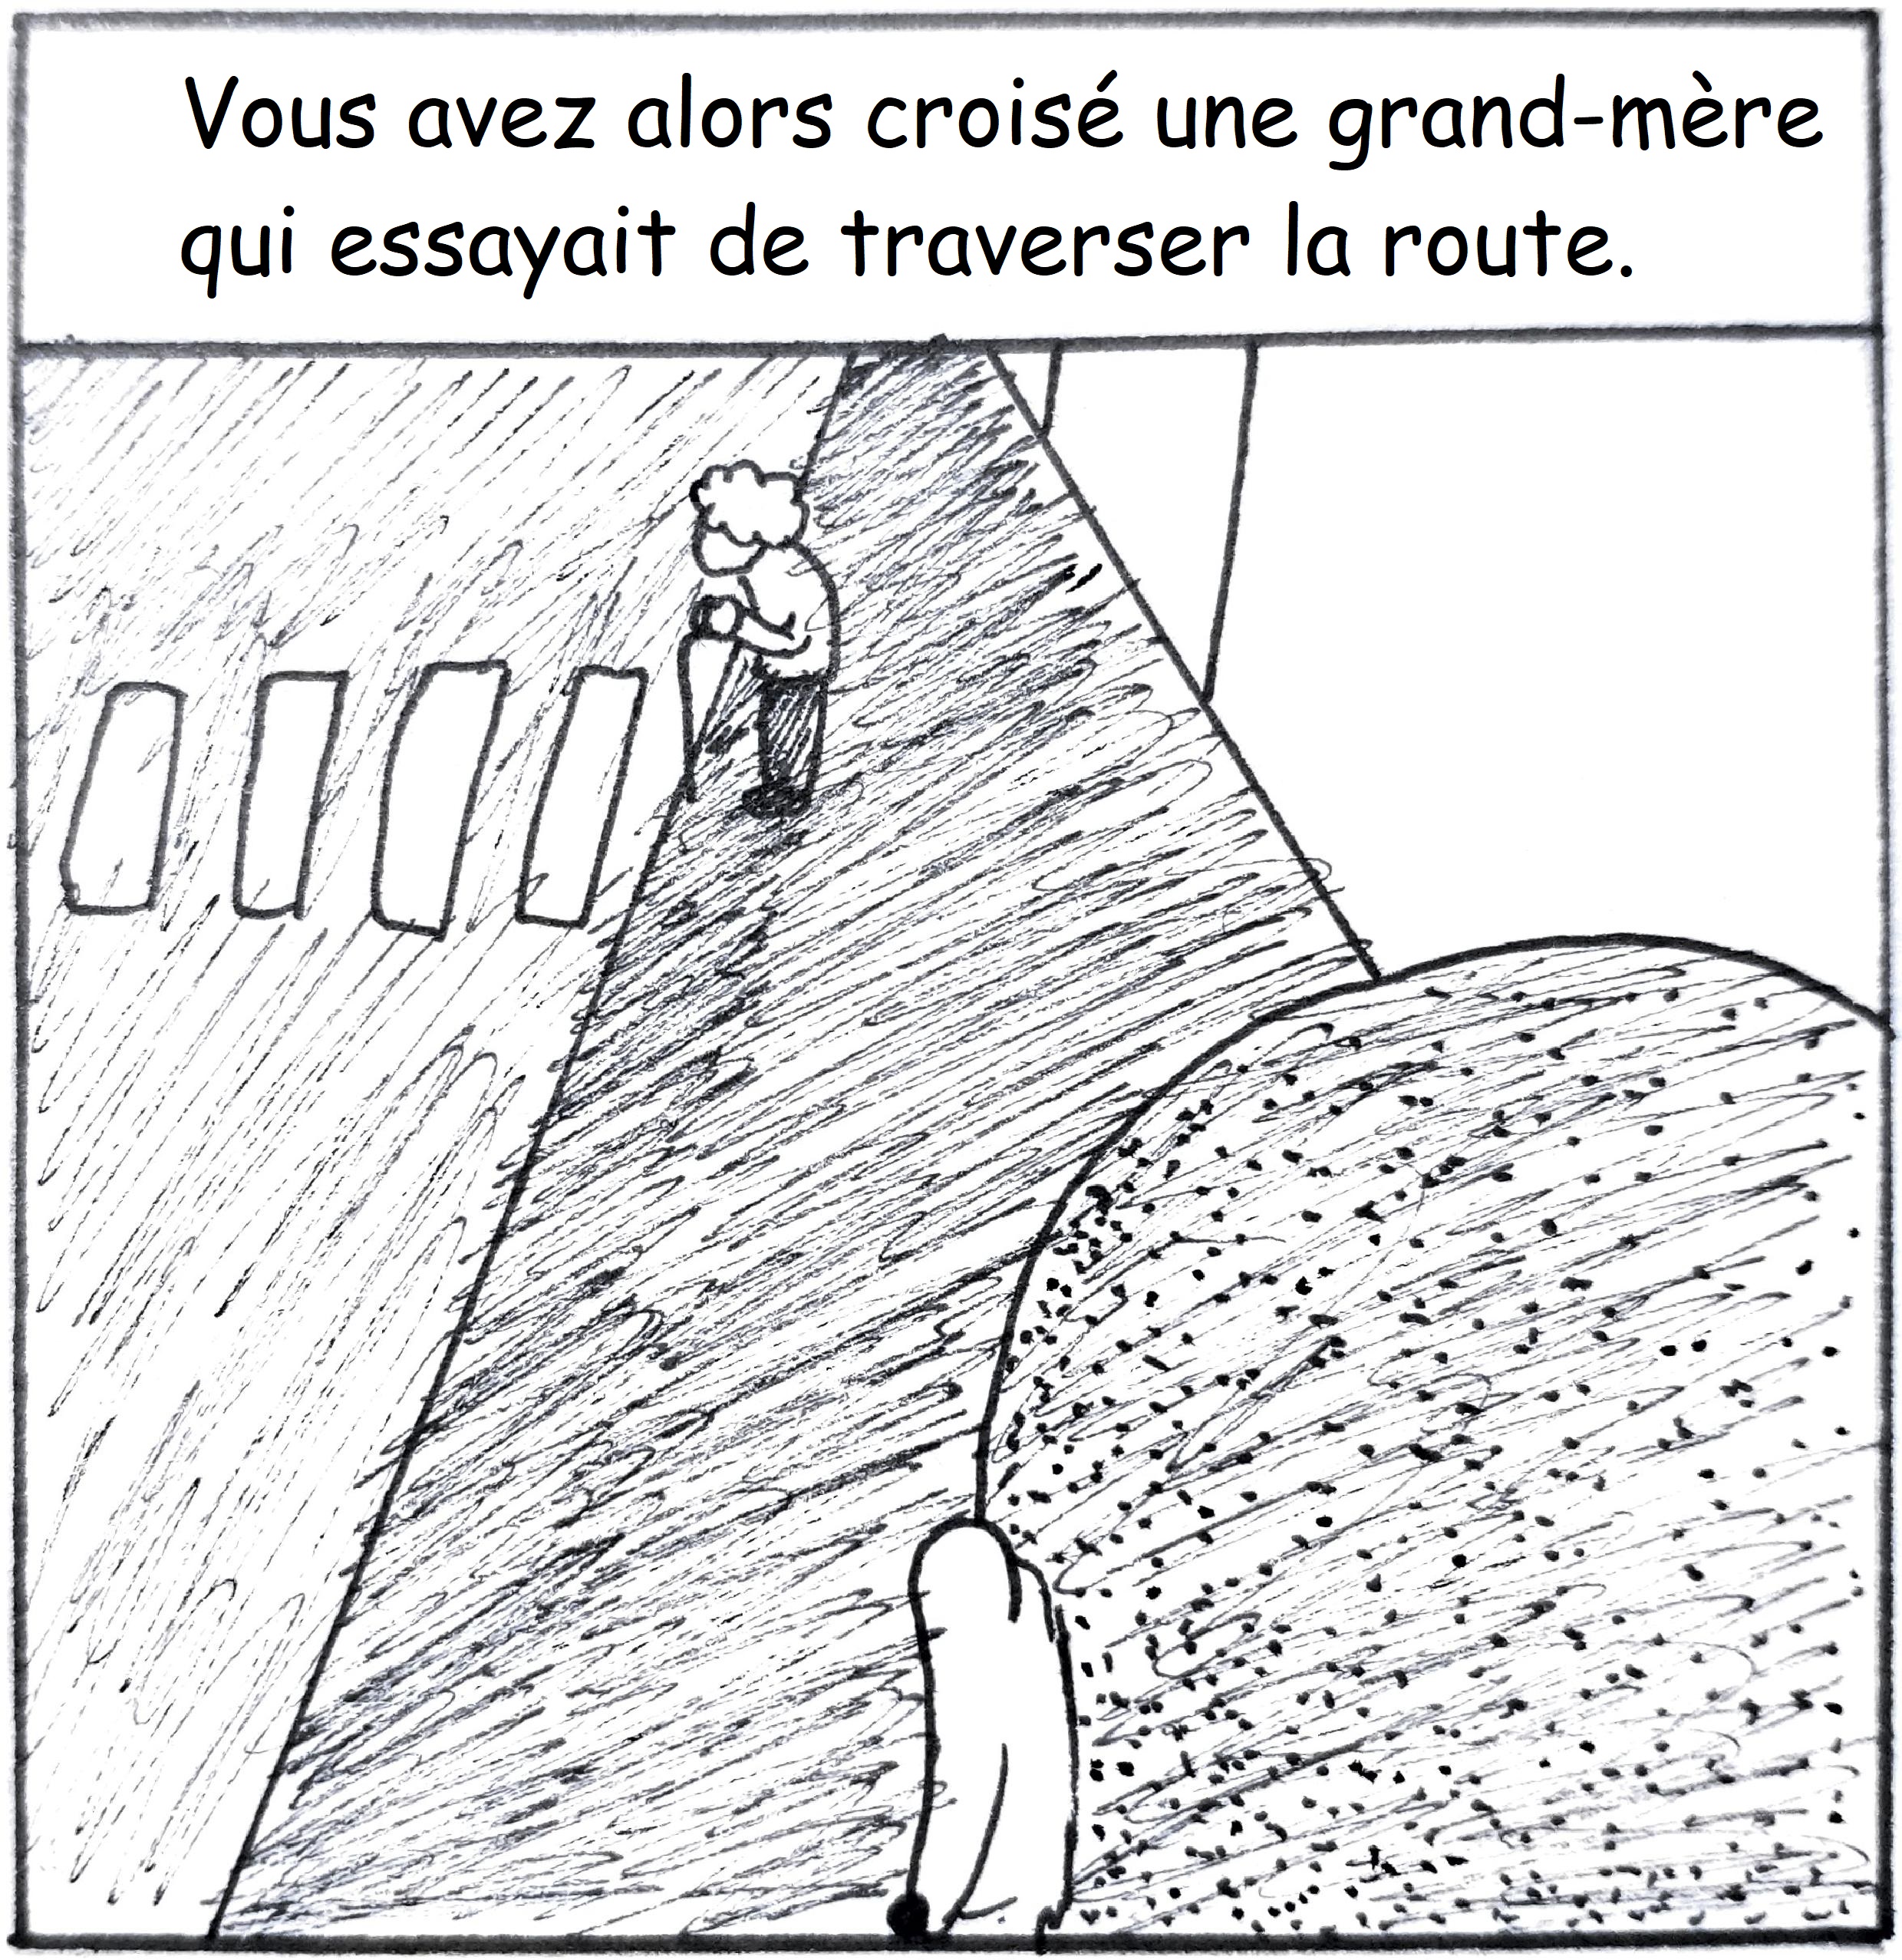 Vous avez alors croisé une grand-mère
qui essayait de traverser la route.